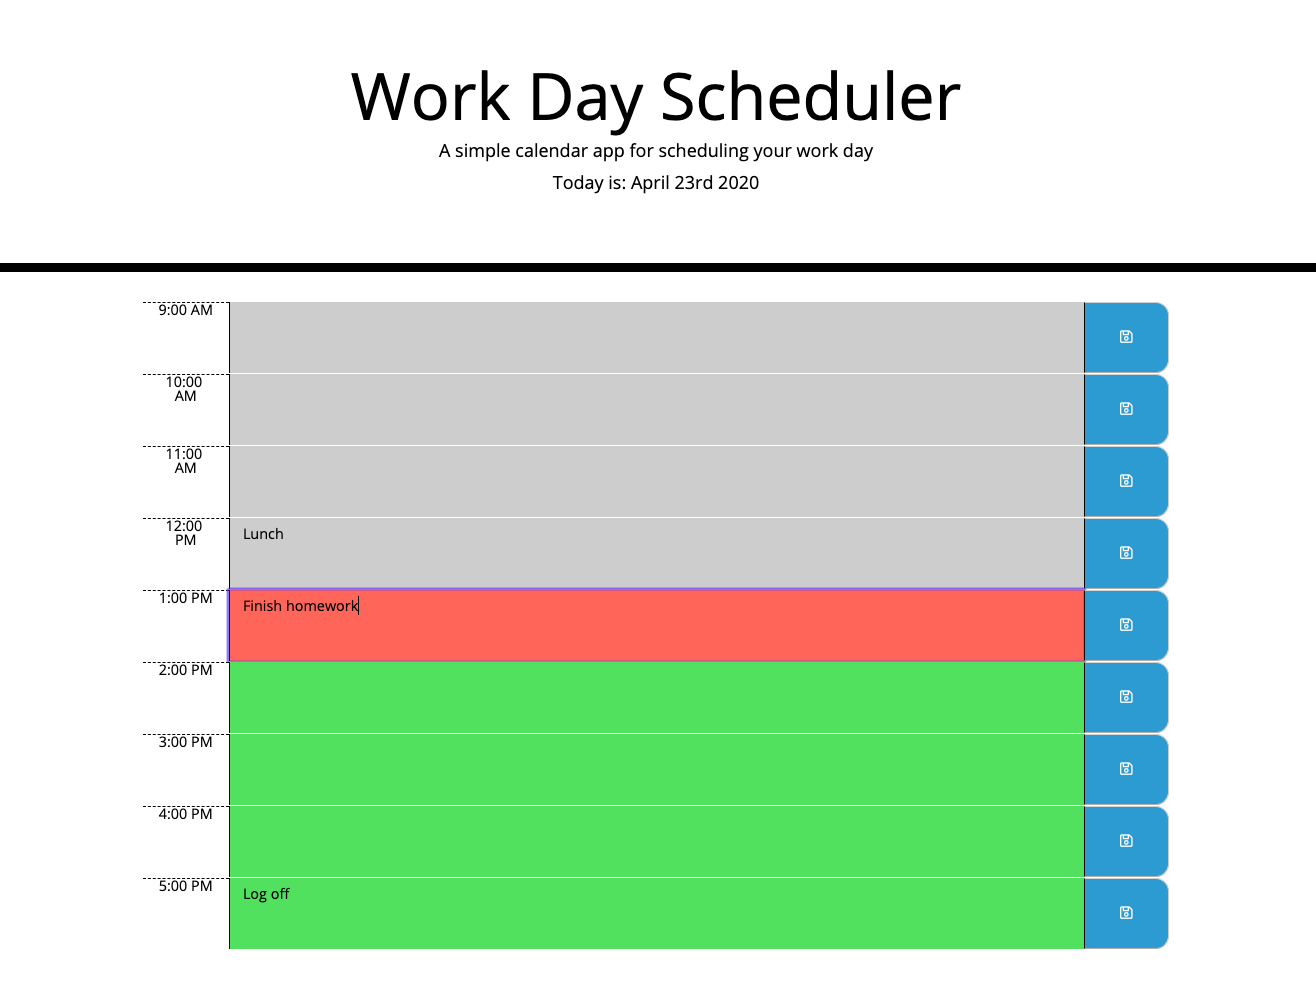 Work Day Scheduler
A simple calendar app for scheduling your work day
Today is: April 23rd 2020
9:00 AM
10:00
AM
11:00
AM
12:00
PM
Lunch
1:00 PM
Finish homework
2:00 PM
3:00 PM
4:00 PM
5:00 PM
Log off